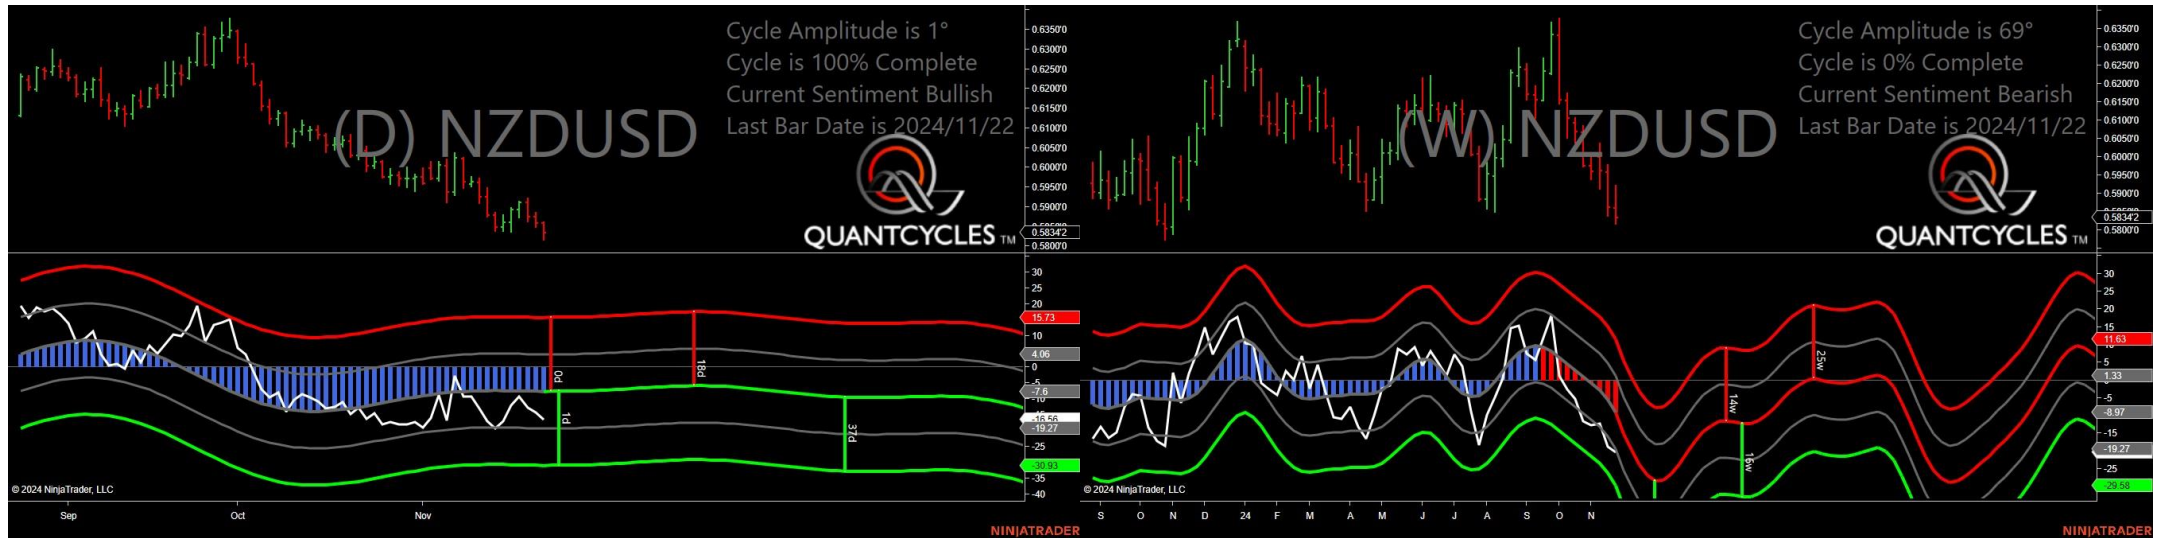 Cycle Amplitude is 1°
Cycle is 100% Complete
Current Sentiment Bullish
Last Bar Date is 2024/11/22
(D) NZDUSD
QUANTCYCLES TM
0.6350'0
0.6300'0
0.6250'0
0.6200'0
0.6150'0
0.6100'0
0.6050'0
0.6000'0
0.5950'0
0.5900'0
0.5834'2
0.5800'0
30
25
20
15.73
10
4.06
0
-5
-7.6
-10
-16.56
-19.27
-25
-30.93
-35
-40
0d
1d
18d
37d
© 2024 NinjaTrader, LLC
Sep Oct Nov
NINJATRADER
Cycle Amplitude is 69°
Cycle is 0% Complete
Current Sentiment Bearish
Last Bar Date is 2024/11/22
(W) NZDUSD
QUANTCYCLES TM
0.6350'0
0.6300'0
0.6250'0
0.6200'0
0.6150'0
0.6100'0
0.6050'0
0.6000'0
0.5950'0
0.5900'0
0.5834'2
0.5800'0
30
25
20
15
11.63
5
1.33
-5
-8.97
-15
-19.27
-25
-29.58
14w
16w
25w
© 2024 NinjaTrader, LLC
S O N D 24 F M A M J J A S O N
NINJATRADER